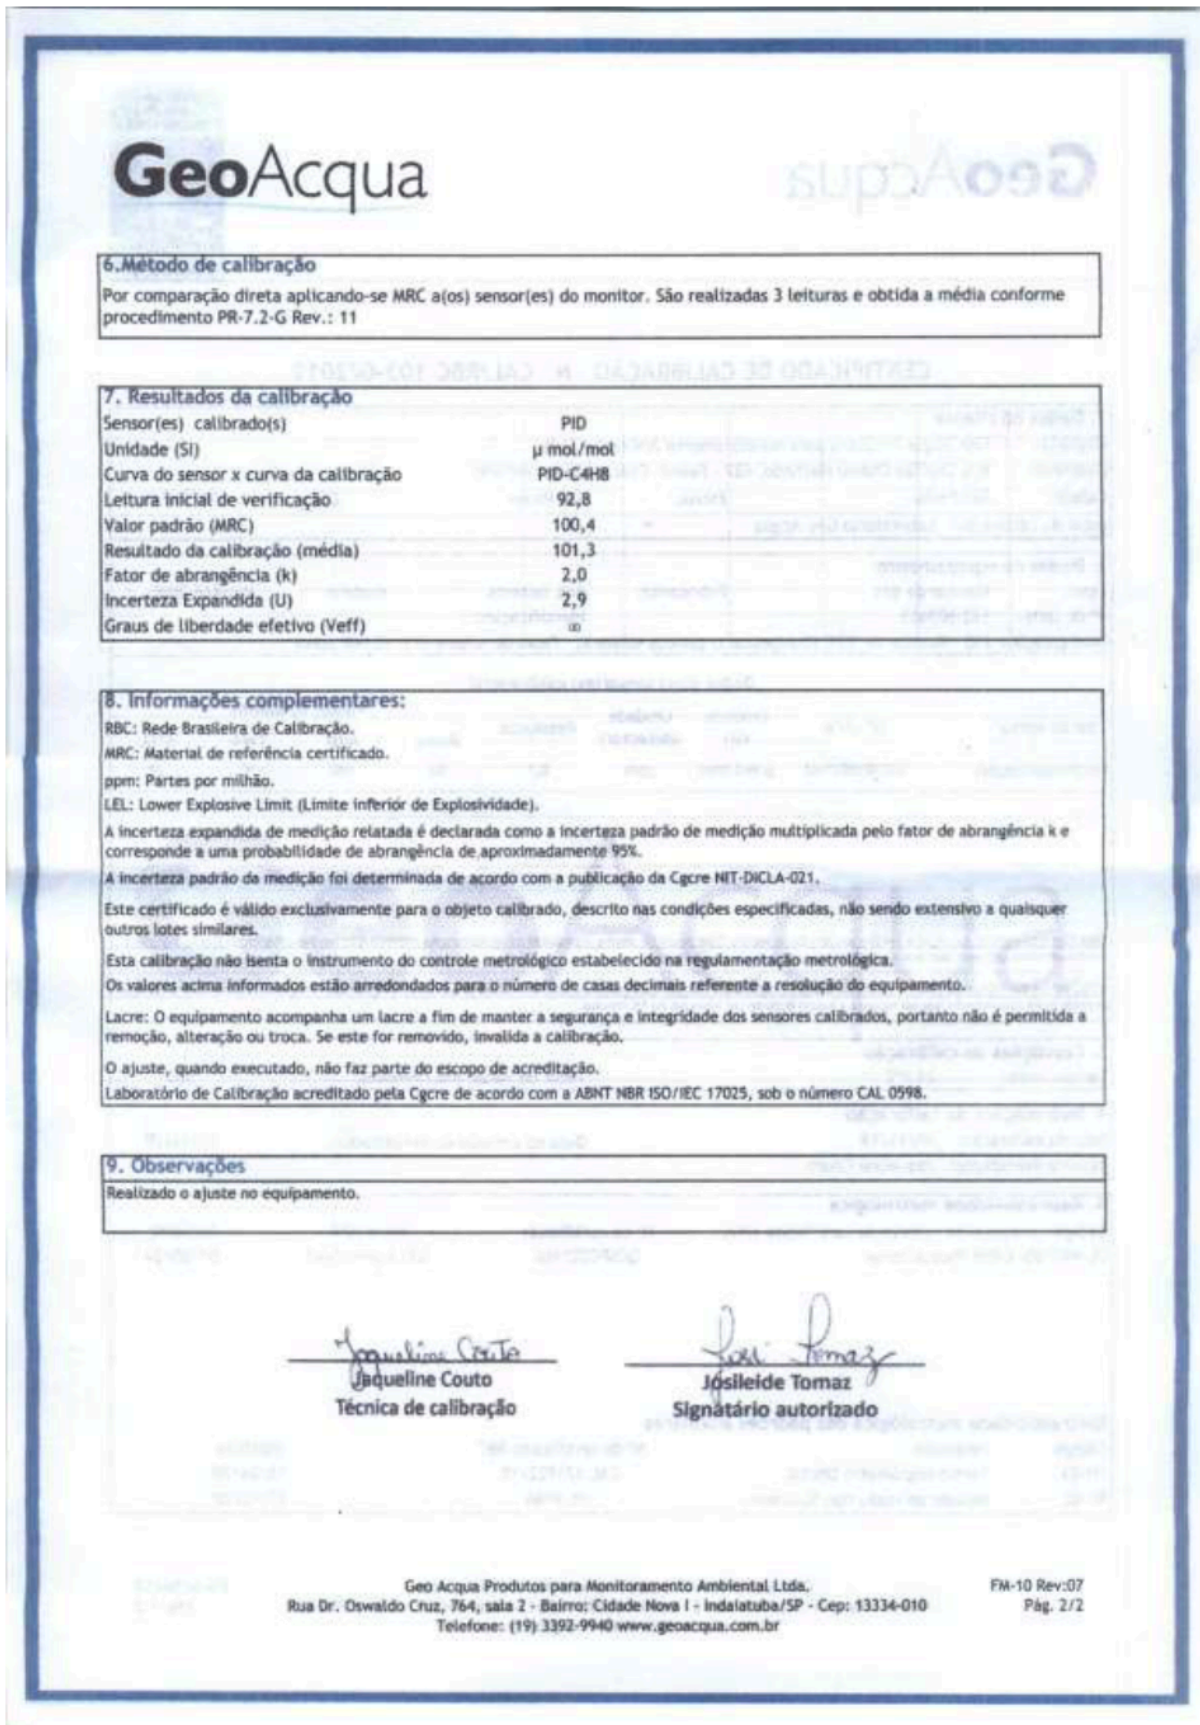 GeoAcqua
6.Método de calibração
Por comparação direta aplicando-se MRC a(os) sensor(es) do monitor. São realizadas 3 leituras e obtida a média conforme
procedimento PR-7.2-G Rev.: 11
7. Resultados da calibração
Sensor(es) calibrado(s) PID
Unidade (SI) µ mol/mol
Curva do sensor x curva da calibração PID-C4H8
Leitura inicial de verificação 92,8
Valor padrão (MRC) 100,4
Resultado da calibração (média) 101,3
Fator de abrangência (k) 2,0
Incerteza Expandida (U) 2,9
Graus de liberdade efetivo (Veff) ∞
8. Informações complementares:
RBC: Rede Brasileira de Calibração.
MRC: Material de referência certificado.
ppm: Partes por milhão.
LEL: Lower Explosive Limit (Limite Inferior de Explosividade).
A incerteza expandida de medição relatada é declarada como a incerteza padrão de medição multiplicada pelo fator de abrangência k e
corresponde a uma probabilidade de abrangência de aproximadamente 95%.
A incerteza padrão da medição foi determinada de acordo com a publicação da Cgcre NIT-DICLA-021.
Este certificado é válido exclusivamente para o objeto calibrado, descrito nas condições especificadas, não sendo extensivo a quaisquer
outros lotes similares.
Esta calibração não isenta o instrumento do controle metrológico estabelecido na regulamentação metrológica.
Os valores acima informados estão arredondados para o número de casas decimais referente a resolução do equipamento.
Lacre: O equipamento acompanha um lacre a fim de manter a segurança e integridade dos sensores calibrados, portanto não é permitida a
remoção, alteração ou troca. Se este for removido, invalida a calibração.
O ajuste, quando executado, não faz parte do escopo de acreditação.
Laboratório de Calibração acreditado pela Cgcre de acordo com a ABNT NBR ISO/IEC 17025, sob o número CAL 0598.
9. Observações
Realizado o ajuste no equipamento.
Jaqueline Couto Josi Tomaz
Jaqueline Couto Josileide Tomaz
Técnica de calibração Signatário autorizado
Geo Acqua Produtos para Monitoramento Ambiental Ltda. FM-10 Rev:07
Rua Dr. Oswaldo Cruz, 764, sala 2 - Bairro: Cidade Nova I - Indaiatuba/SP - Cep: 13334-010 Pág. 2/2
Telefone: (19) 3392-9940 www.geoacqua.com.br